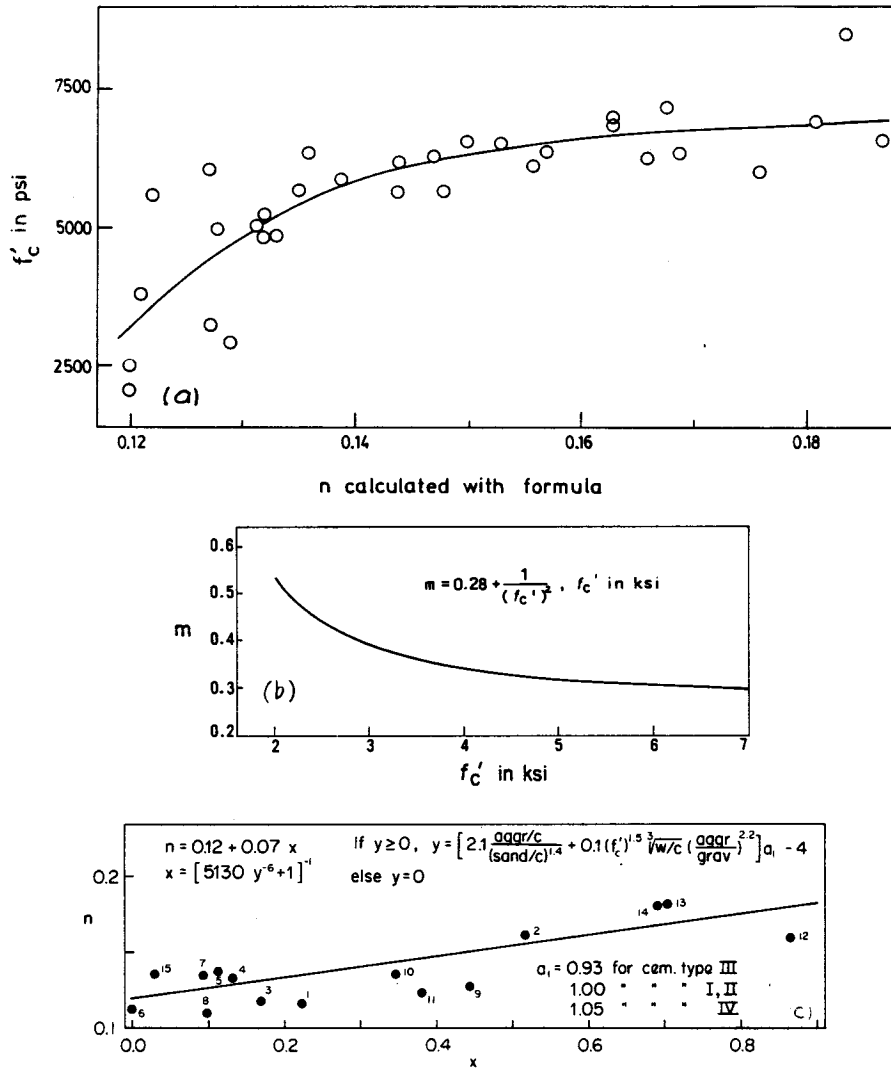 7500
5000
2500
f'c in psi
(a)
0.12 0.14 0.16 0.18
n calculated with formula
0.6
0.5
0.4
0.3
0.2
m
m = 0.28 + 1/(fc')², fc' in ksi
(b)
2 3 4 5 6 7
fc' in ksi
n = 0.12 + 0.07 x
If y ≥ 0, y = [2.1 aggr/c/(sand/c)^1.4 + 0.1 (f'c)^1.5 ∛w/c (aggr/grav)^2.2] a₁ - 4
x = [5130 y^-6 + 1]^-1
else y = 0
0.2
n
0.1
15 7 5 4 6 8 3 1 10 11 9 2 14 13 12
a₁ = 0.93 for cem. type III
1.00 " " " I, II
1.05 " " " IV
C)
0.0 0.2 0.4 0.6 0.8
x